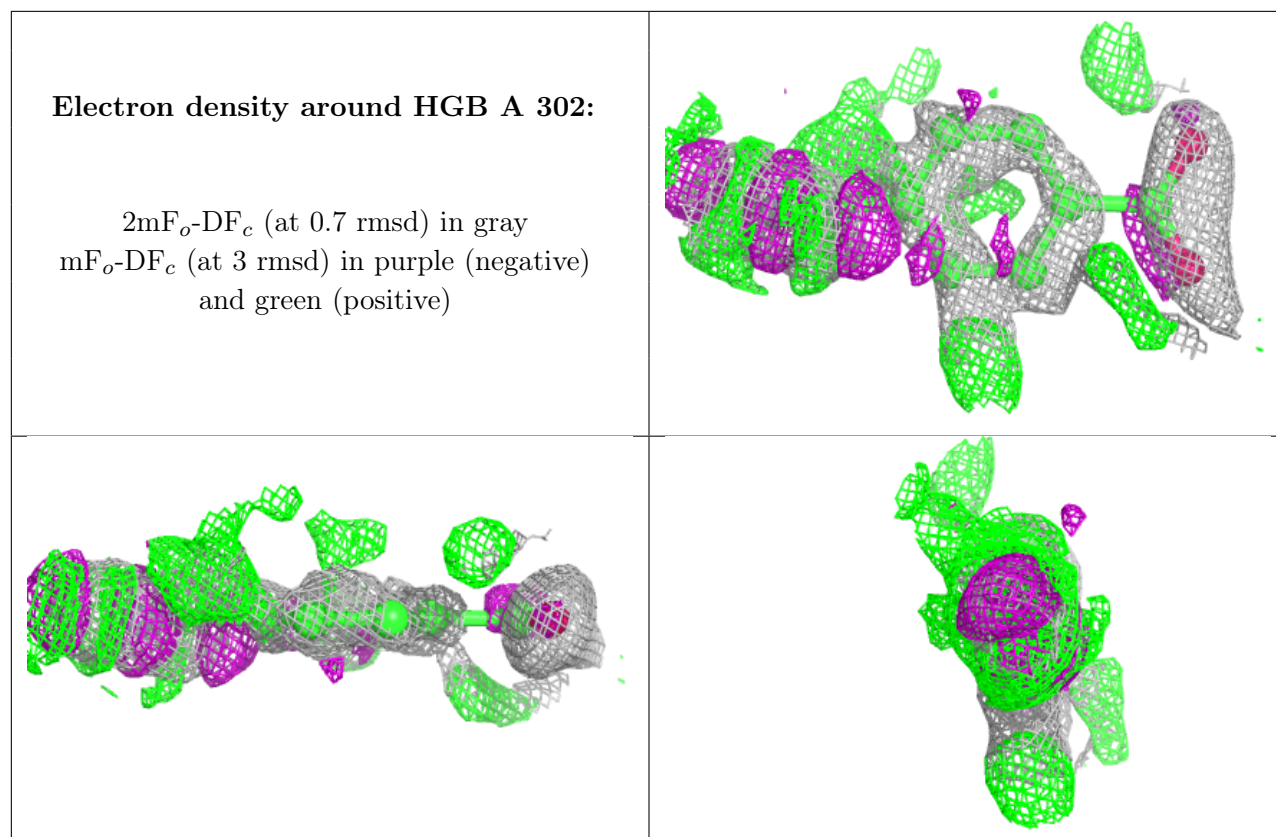 Electron density around HGB A 302:
2mFo-DFc (at 0.7 rmsd) in gray
mFo-DFc (at 3 rmsd) in purple (negative)
and green (positive)